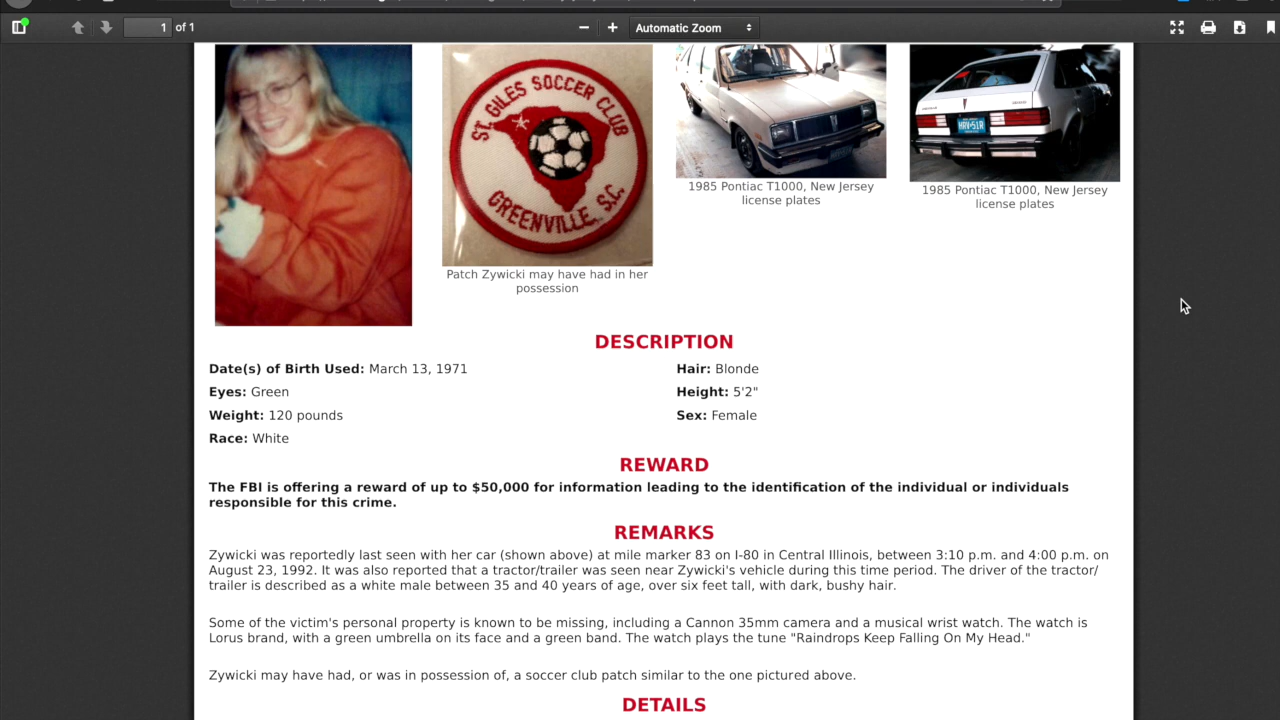 1 of 1
Automatic Zoom
ST. GILES SOCCER CLUB
GREENVILLE, S.C.
Patch Zywicki may have had in her
possession
1985 Pontiac T1000, New Jersey
license plates
1985 Pontiac T1000, New Jersey
license plates
DESCRIPTION
Date(s) of Birth Used: March 13, 1971
Hair: Blonde
Eyes: Green
Height: 5'2"
Weight: 120 pounds
Sex: Female
Race: White
REWARD
The FBI is offering a reward of up to $50,000 for information leading to the identification of the individual or individuals
responsible for this crime.
REMARKS
Zywicki was reportedly last seen with her car (shown above) at mile marker 83 on I-80 in Central Illinois, between 3:10 p.m. and 4:00 p.m. on
August 23, 1992. It was also reported that a tractor/trailer was seen near Zywicki's vehicle during this time period. The driver of the tractor/
trailer is described as a white male between 35 and 40 years of age, over six feet tall, with dark, bushy hair.
Some of the victim's personal property is known to be missing, including a Cannon 35mm camera and a musical wrist watch. The watch is
Lorus brand, with a green umbrella on its face and a green band. The watch plays the tune "Raindrops Keep Falling On My Head."
Zywicki may have had, or was in possession of, a soccer club patch similar to the one pictured above.
DETAILS